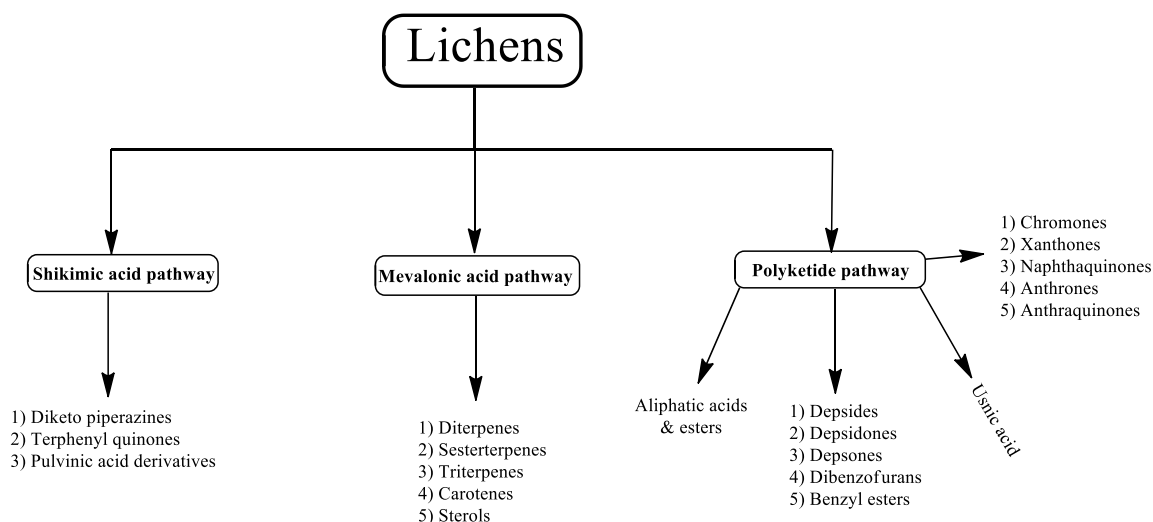 Lichens
Shikimic acid pathway
Mevalonic acid pathway
Polyketide pathway
1) Chromones
2) Xanthones
3) Naphthaquinones
4) Anthrones
5) Anthraquinones
1) Diketo piperazines
2) Terphenyl quinones
3) Pulvinic acid derivatives
1) Diterpenes
2) Sesterterpenes
3) Triterpenes
4) Carotenes
5) Sterols
Aliphatic acids
& esters
1) Depsides
2) Depsidones
3) Depsones
4) Dibenzofurans
5) Benzyl esters
Usnic acid